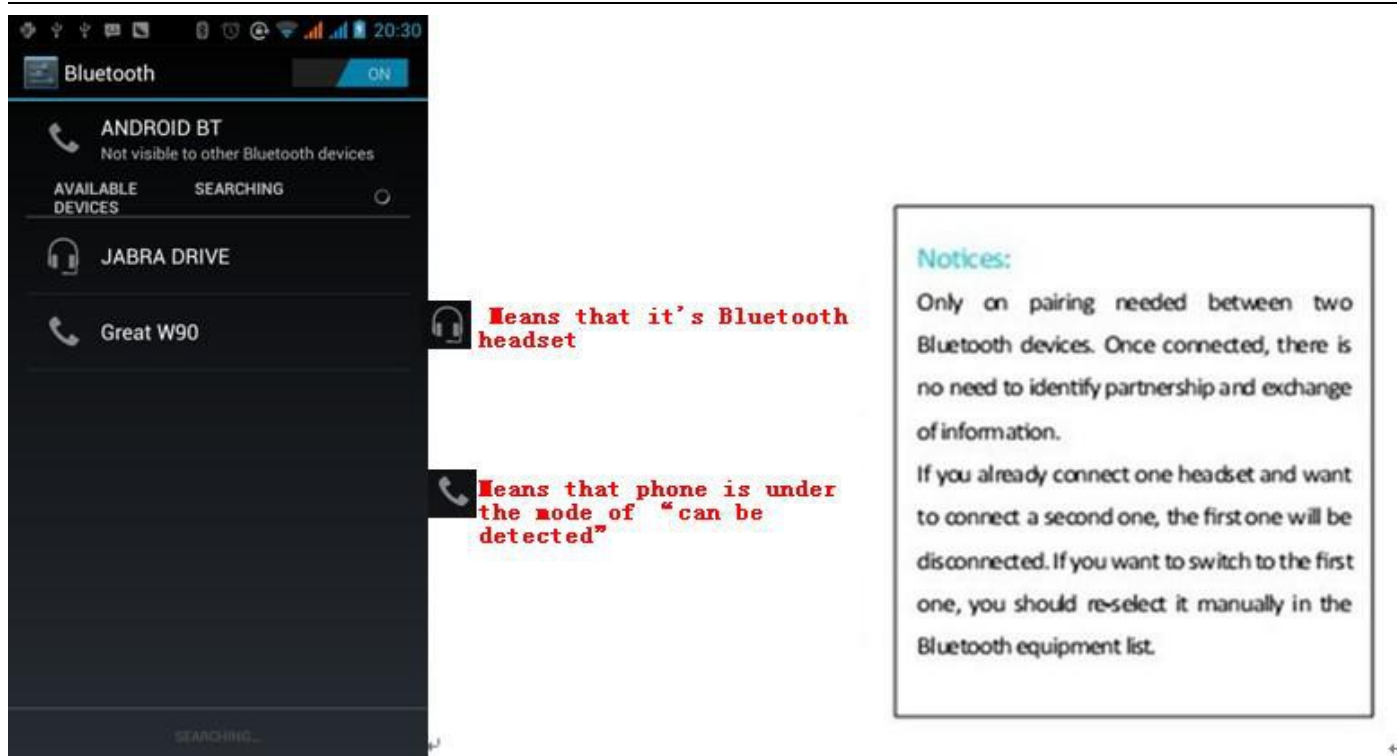 20:30
Bluetooth
ON
ANDROID BT
Not visible to other Bluetooth devices
AVAILABLE DEVICES
SEARCHING
JABRA DRIVE
Great W90
SEARCHING...
Means that it's Bluetooth
headset
Means that phone is under
the mode of “can be
detected”
Notices:
Only on pairing needed between two
Bluetooth devices. Once connected, there is
no need to identify partnership and exchange
of information.
If you already connect one headset and want
to connect a second one, the first one will be
disconnected. If you want to switch to the first
one, you should re-select it manually in the
Bluetooth equipment list.